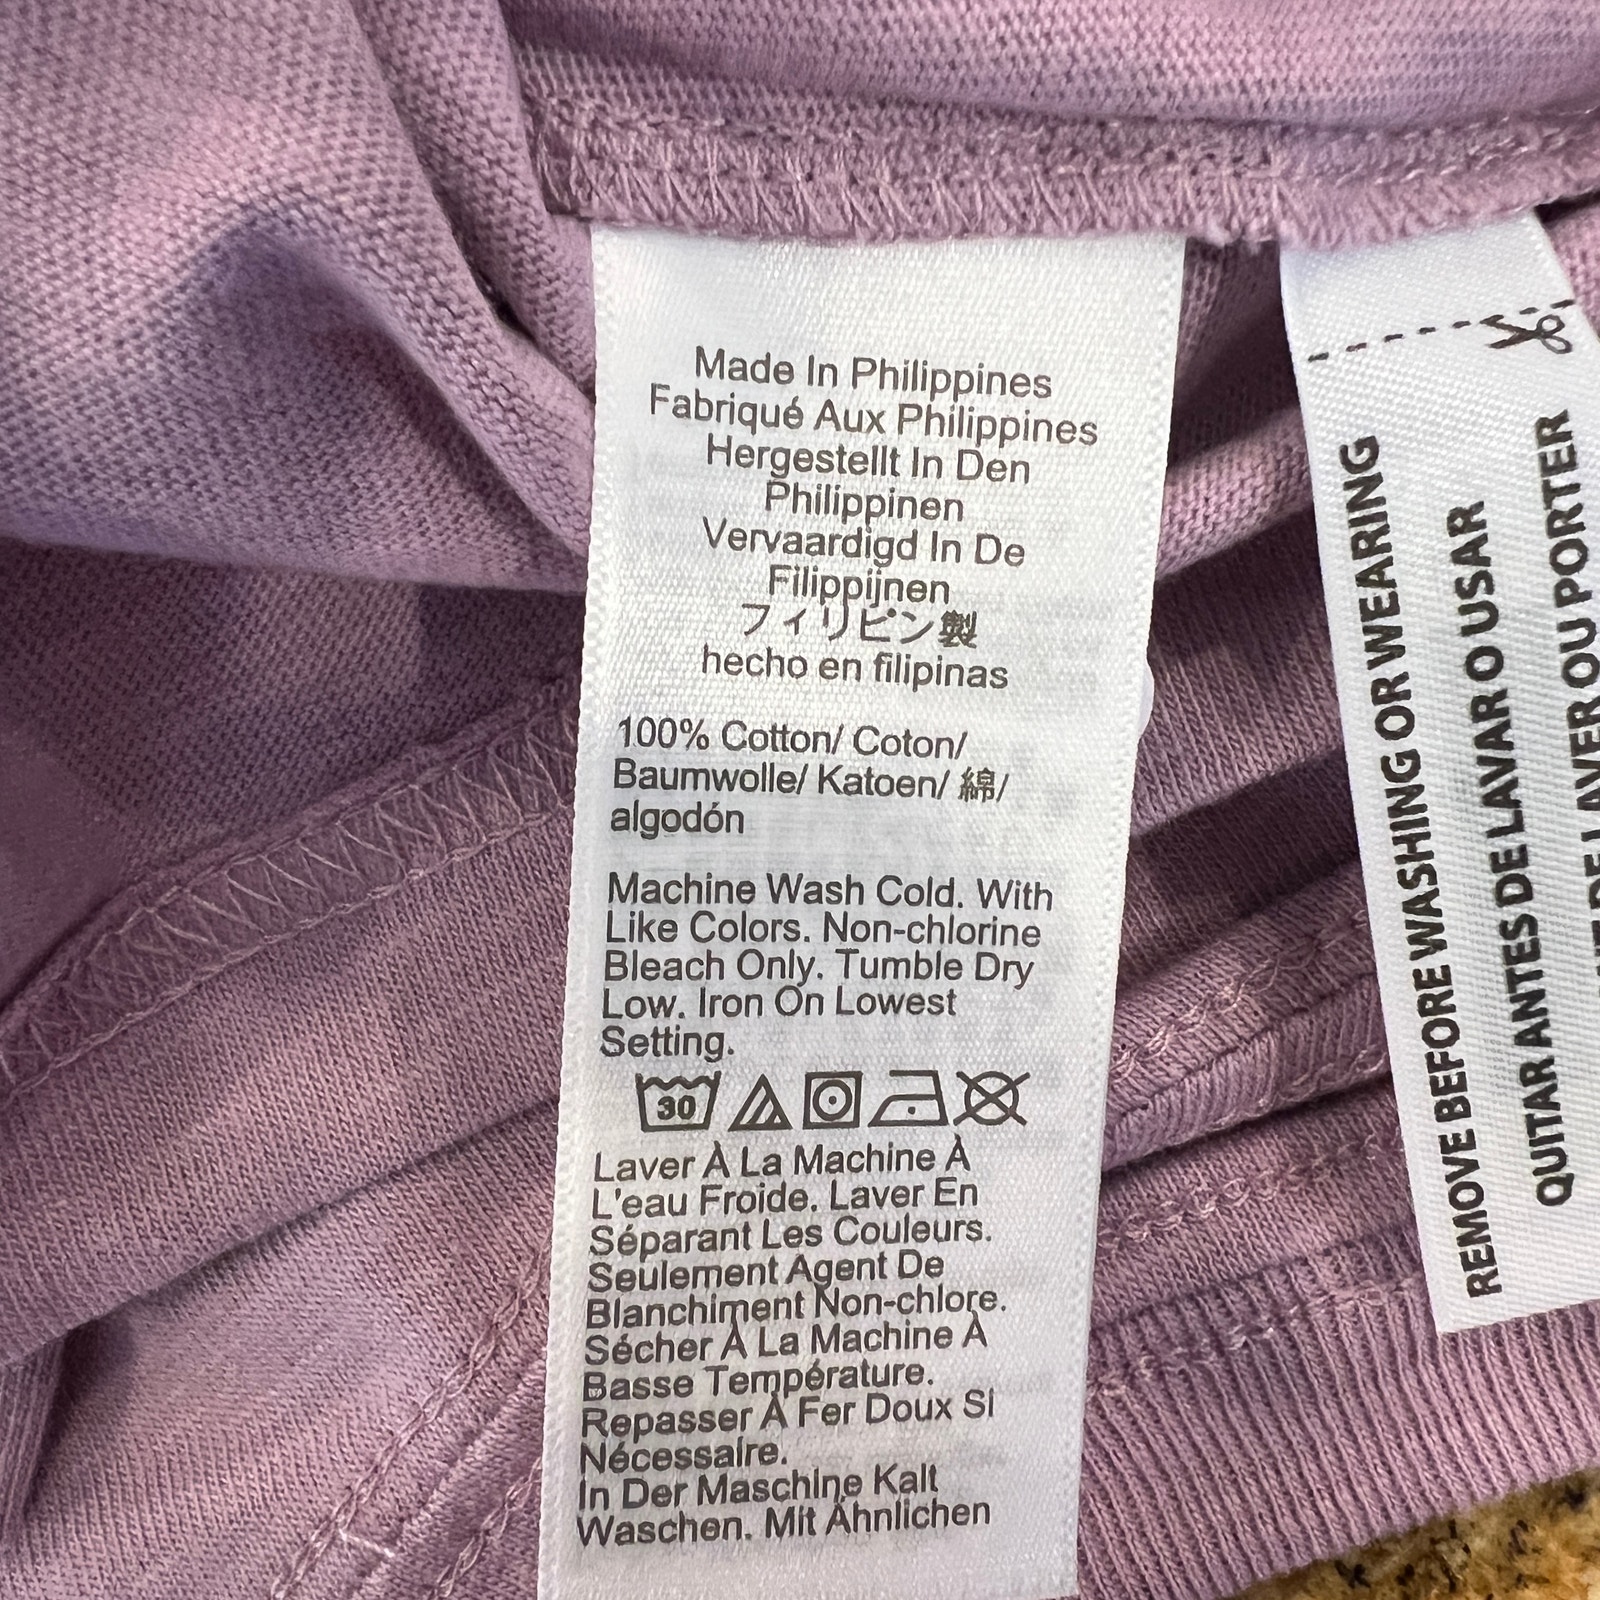 Made In Philippines
Fabriqué Aux Philippines
Hergestellt In Den
Philippinen
Vervaardigd In De
Filippijnen
フィリピン製
hecho en filipinas
100% Cotton/ Coton/
Baumwolle/ Katoen/ 綿/
algodón
Machine Wash Cold. With
Like Colors. Non-chlorine
Bleach Only. Tumble Dry
Low. Iron On Lowest
Setting.
30
Laver À La Machine À
L'eau Froide. Laver En
Séparant Les Couleurs.
Seulement Agent De
Blanchiment Non-chlore.
Sécher À La Machine À
Basse Température.
Repasser À Fer Doux Si
Nécessaire.
In Der Maschine Kalt
Waschen. Mit Ähnlichen
REMOVE BEFORE WASHING OR WEARING
QUITAR ANTES DE LAVAR O USAR
DE LAVER OU PORTER